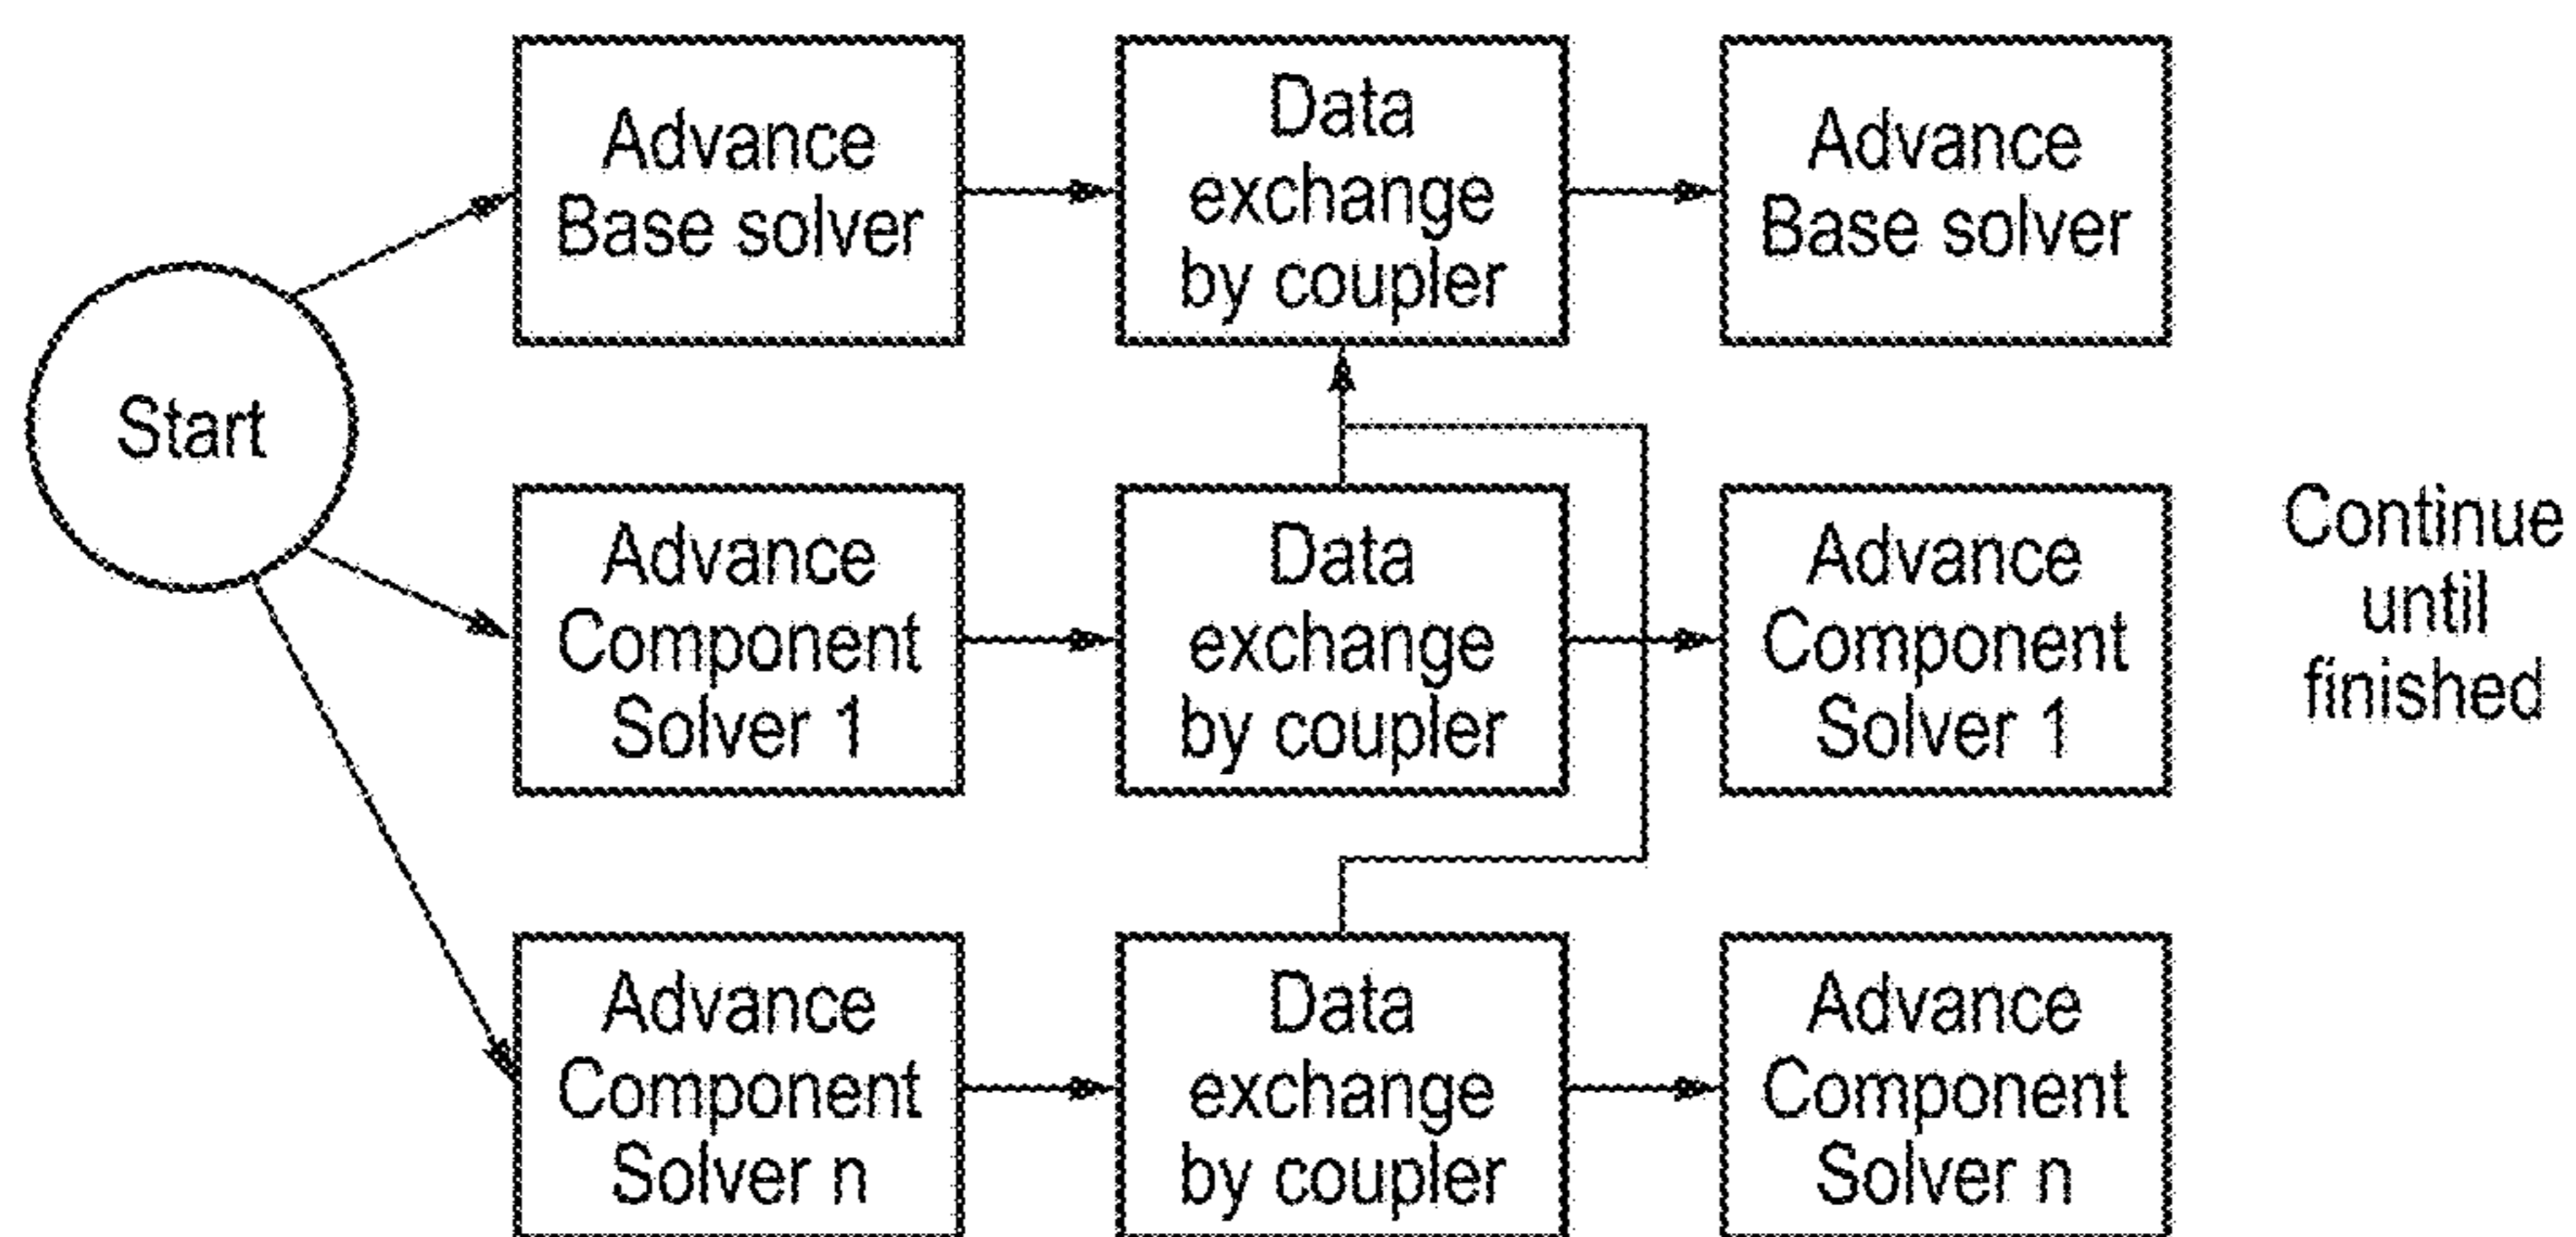 Start
Advance
Base solver
Data
exchange
by coupler
Advance
Base solver
Advance
Component
Solver 1
Data
exchange
by coupler
Advance
Component
Solver 1
Continue
until
finished
Advance
Component
Solver n
Data
exchange
by coupler
Advance
Component
Solver n